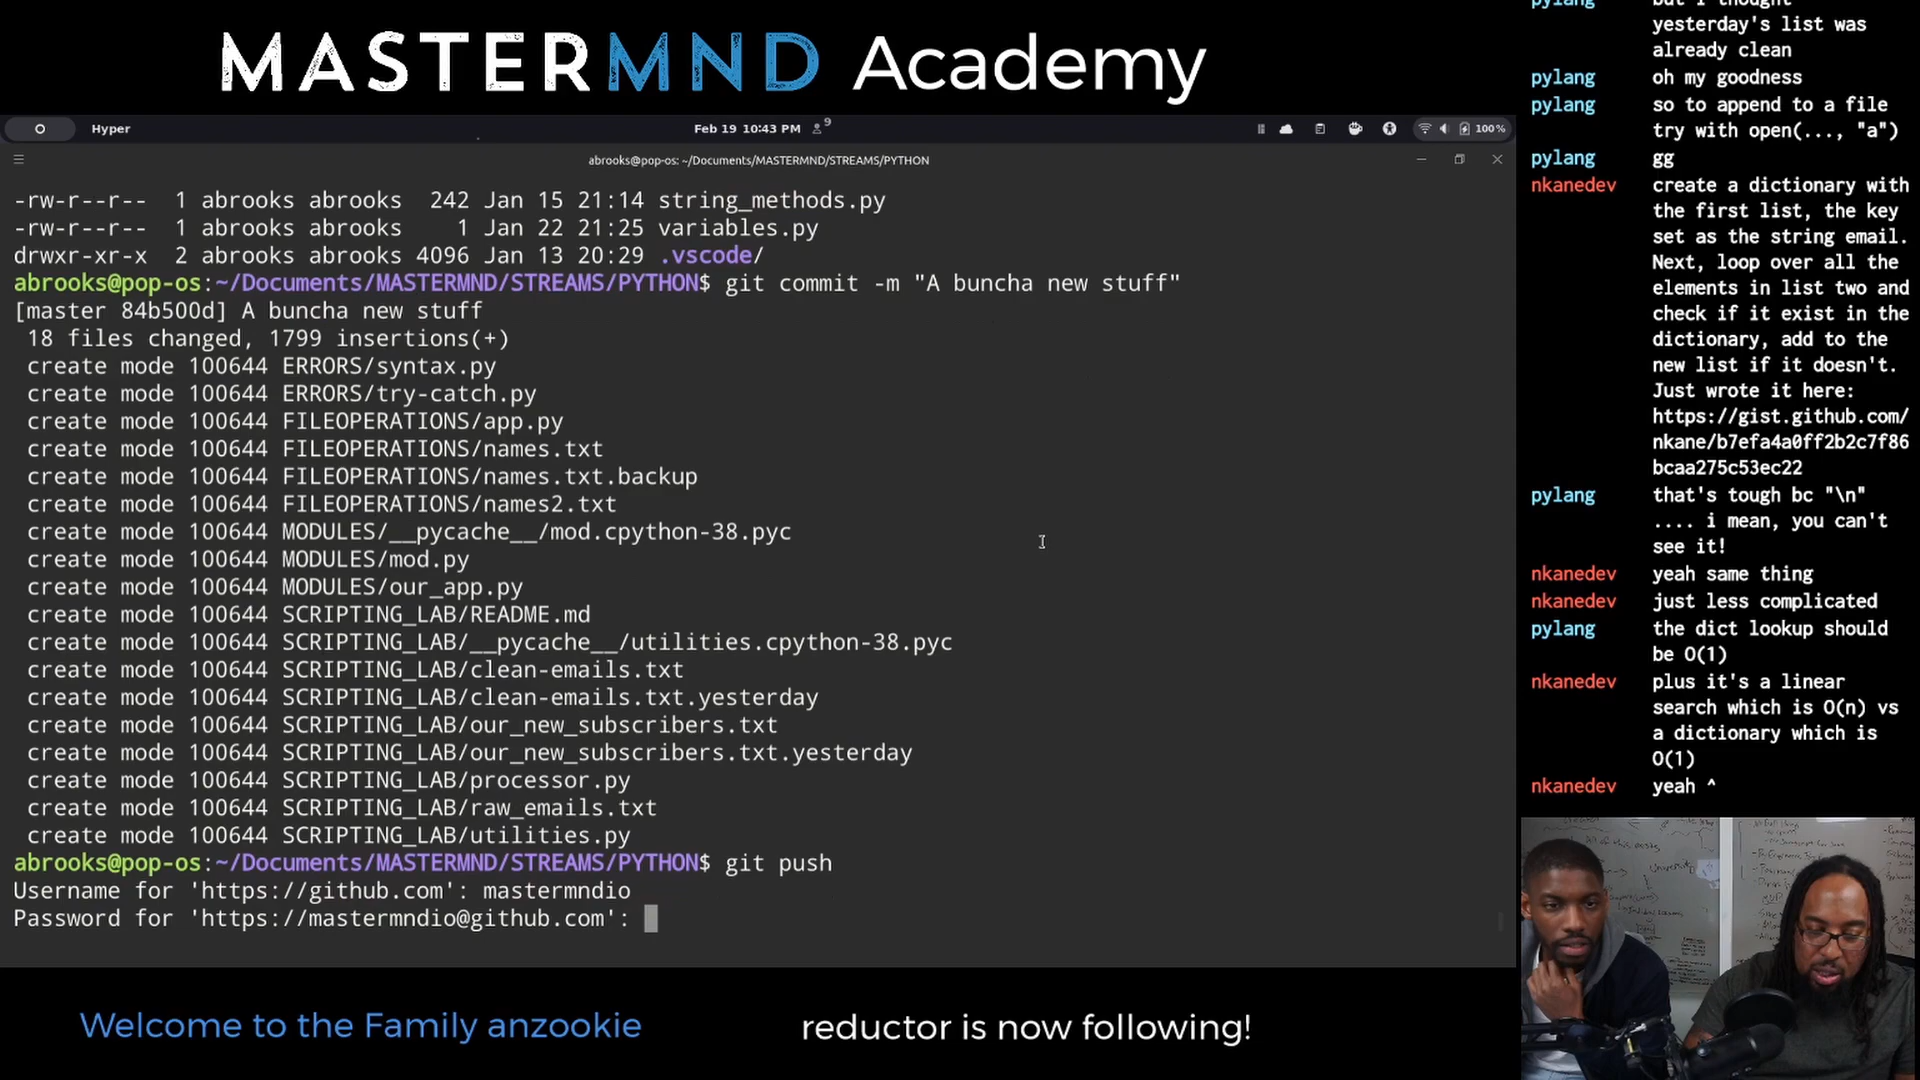 MASTERMND Academy
Hyper
Feb 19 10:43 PM
9
100%
abrooks@pop-os: ~/Documents/MASTERMND/STREAMS/PYTHON
-rw-r--r-- 1 abrooks abrooks 242 Jan 15 21:14 string_methods.py
-rw-r--r-- 1 abrooks abrooks 1 Jan 22 21:25 variables.py
drwxr-xr-x 2 abrooks abrooks 4096 Jan 13 20:29 .vscode/
abrooks@pop-os:~/Documents/MASTERMND/STREAMS/PYTHON$ git commit -m "A buncha new stuff"
[master 84b500d] A buncha new stuff
18 files changed, 1799 insertions(+)
create mode 100644 ERRORS/syntax.py
create mode 100644 ERRORS/try-catch.py
create mode 100644 FILEOPERATIONS/app.py
create mode 100644 FILEOPERATIONS/names.txt
create mode 100644 FILEOPERATIONS/names.txt.backup
create mode 100644 FILEOPERATIONS/names2.txt
create mode 100644 MODULES/__pycache__/mod.cpython-38.pyc
create mode 100644 MODULES/mod.py
create mode 100644 MODULES/our_app.py
create mode 100644 SCRIPTING_LAB/README.md
create mode 100644 SCRIPTING_LAB/__pycache__/utilities.cpython-38.pyc
create mode 100644 SCRIPTING_LAB/clean-emails.txt
create mode 100644 SCRIPTING_LAB/clean-emails.txt.yesterday
create mode 100644 SCRIPTING_LAB/our_new_subscribers.txt
create mode 100644 SCRIPTING_LAB/our_new_subscribers.txt.yesterday
create mode 100644 SCRIPTING_LAB/processor.py
create mode 100644 SCRIPTING_LAB/raw_emails.txt
create mode 100644 SCRIPTING_LAB/utilities.py
abrooks@pop-os:~/Documents/MASTERMND/STREAMS/PYTHON$ git push
Username for 'https://github.com': mastermndio
Password for 'https://mastermndio@github.com':
Welcome to the Family anzookie
reductor is now following!
pylang but i thought
yesterday's list was
already clean
pylang oh my goodness
pylang so to append to a file
try with open(..., "a")
pylang gg
nkanedev create a dictionary with
the first list, the key
set as the string email.
Next, loop over all the
elements in list two and
check if it exist in the
dictionary, add to the
new list if it doesn't.
Just wrote it here:
https://gist.github.com/
nkane/b7efa4a0ff2b2c7f86
bcaa275c53ec22
pylang that's tough bc "\n"
.... i mean, you can't
see it!
nkanedev yeah same thing
nkanedev just less complicated
pylang the dict lookup should
be O(1)
nkanedev plus it's a linear
search which is O(n) vs
a dictionary which is
O(1)
nkanedev yeah ^